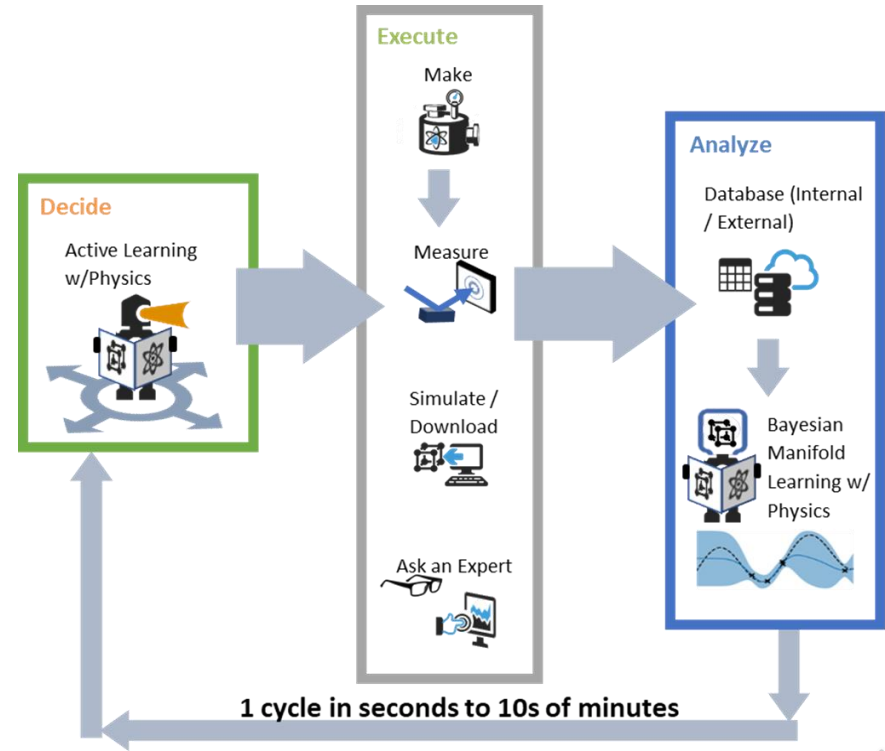 Decide
Active Learning
w/Physics
Execute
Make
Measure
Simulate /
Download
Ask an Expert
Analyze
Database (Internal
/ External)
Bayesian
Manifold
Learning w/
Physics
1 cycle in seconds to 10s of minutes